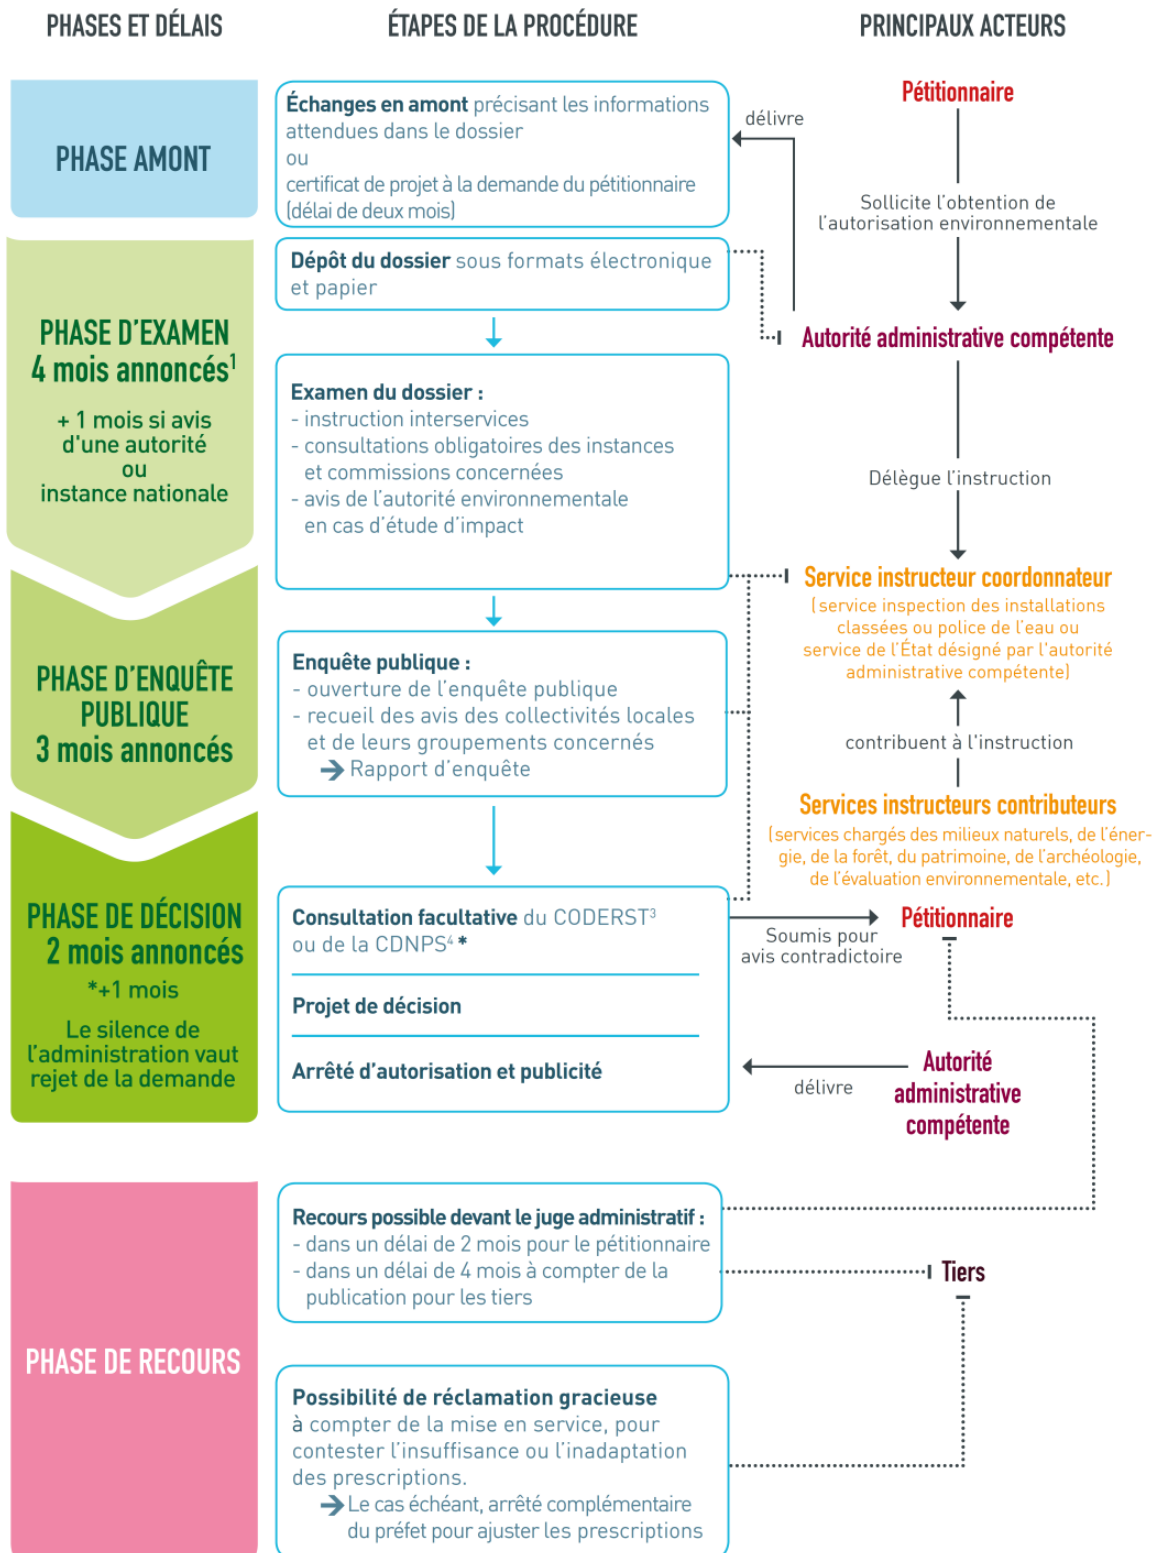 PHASES ET DÉLAIS
ÉTAPES DE LA PROCÉDURE
PRINCIPAUX ACTEURS
PHASE AMONT
Échanges en amont précisant les informations
attendues dans le dossier
ou
certificat de projet à la demande du pétitionnaire
(délai de deux mois)
délivre
Pétitionnaire
Sollicite l'obtention de
l'autorisation environnementale
PHASE D'EXAMEN
4 mois annoncés¹
+ 1 mois si avis
d'une autorité
ou
instance nationale
Dépôt du dossier sous formats électronique
et papier
Autorité administrative compétente
Examen du dossier :
- instruction interservices
- consultations obligatoires des instances
et commissions concernées
- avis de l'autorité environnementale
en cas d'étude d'impact
Délègue l'instruction
Service instructeur coordonnateur
(service inspection des installations
classées ou police de l'eau ou
service de l'État désigné par l'autorité
administrative compétente)
PHASE D'ENQUÊTE
PUBLIQUE
3 mois annoncés
Enquête publique :
- ouverture de l'enquête publique
- recueil des avis des collectivités locales
et de leurs groupements concernés
➔ Rapport d'enquête
contribuent à l'instruction
Services instructeurs contributeurs
(services chargés des milieux naturels, de l'éner-
gie, de la forêt, du patrimoine, de l'archéologie,
de l'évaluation environnementale, etc.)
PHASE DE DÉCISION
2 mois annoncés
*+1 mois
Le silence de
l'administration vaut
rejet de la demande
Consultation facultative du CODERST³
ou de la CDNPS⁴ *
Projet de décision
Arrêté d'autorisation et publicité
Soumis pour
avis contradictoire
Pétitionnaire
délivre
Autorité
administrative
compétente
PHASE DE RECOURS
Recours possible devant le juge administratif :
- dans un délai de 2 mois pour le pétitionnaire
- dans un délai de 4 mois à compter de la
publication pour les tiers
Tiers
Possibilité de réclamation gracieuse
à compter de la mise en service, pour
contester l'insuffisance ou l'inadaptation
des prescriptions.
➔ Le cas échéant, arrêté complémentaire
du préfet pour ajuster les prescriptions